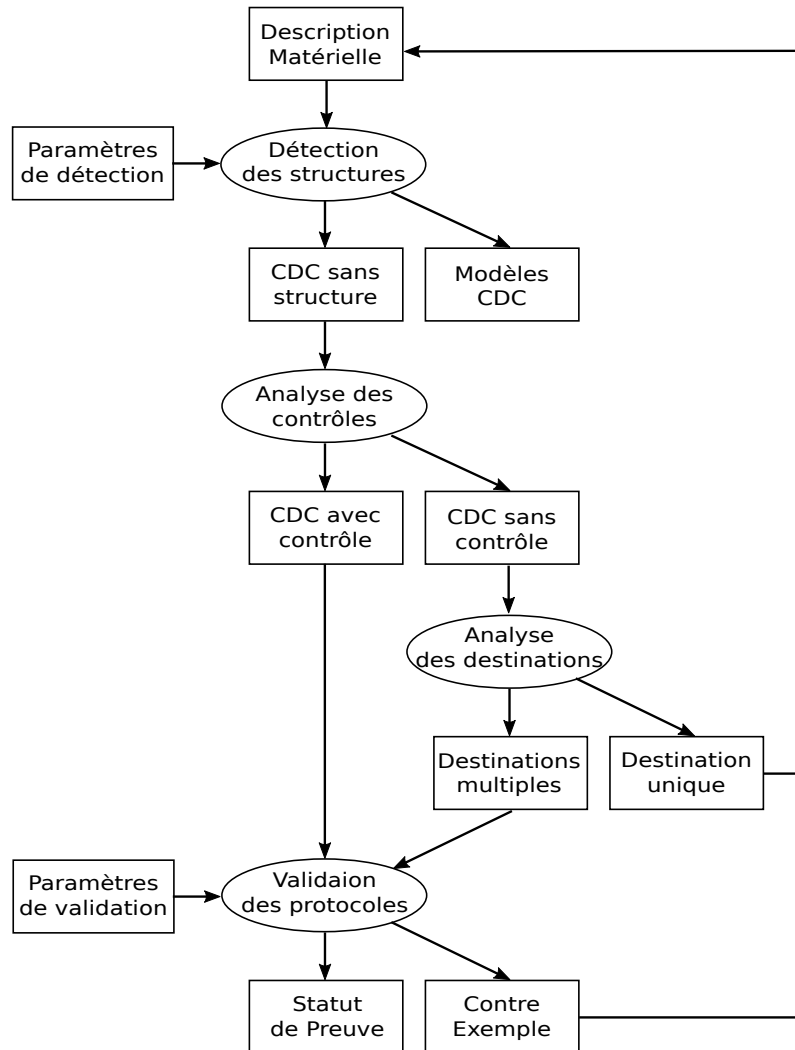 Description
Matérielle
Paramètres
de détection
Détection
des structures
CDC sans
structure
Modèles
CDC
Analyse des
contrôles
CDC avec
contrôle
CDC sans
contrôle
Analyse
des destinations
Destinations
multiples
Destination
unique
Paramètres
de validation
Validaion
des protocoles
Statut
de Preuve
Contre
Exemple